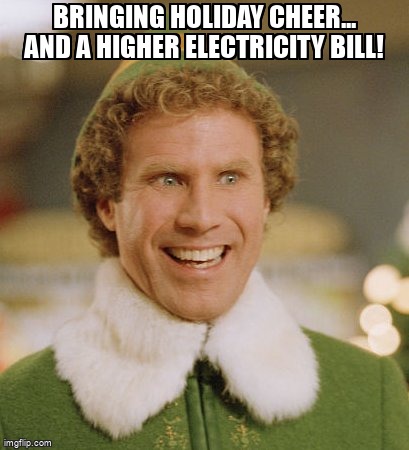 BRINGING HOLIDAY CHEER...
AND A HIGHER ELECTRICITY BILL!
imgflip.com